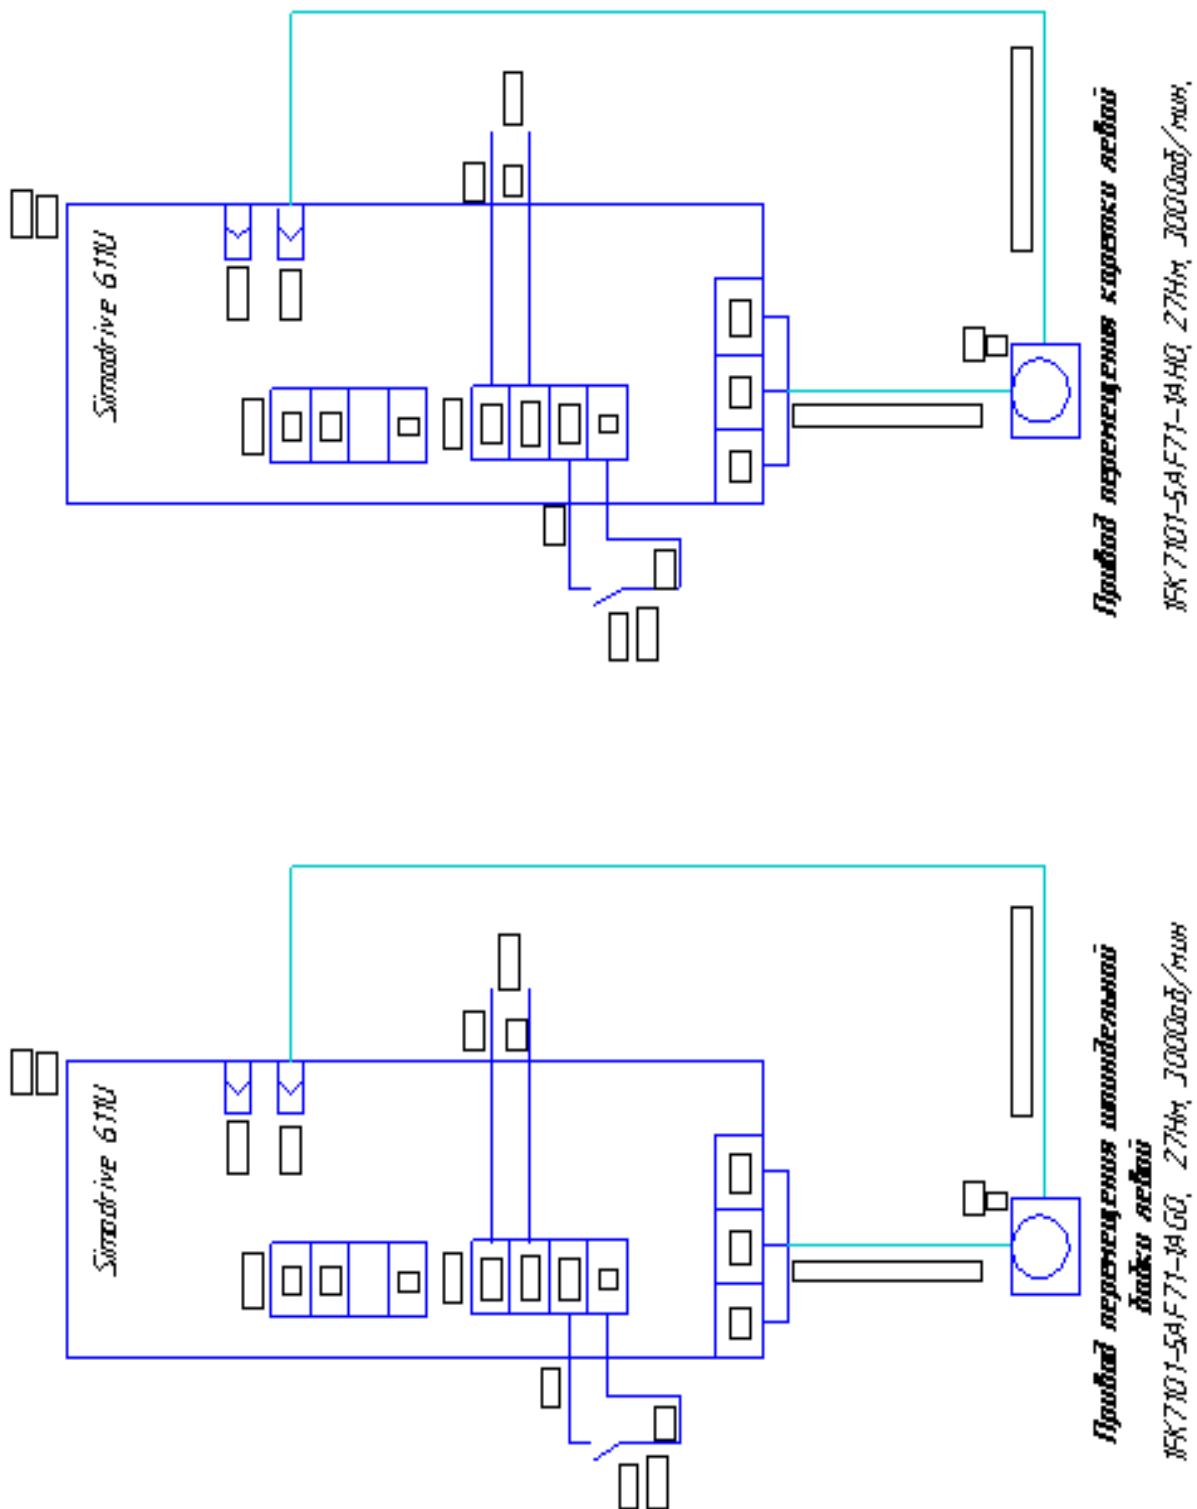 Simodrive 611U
Привод перемещения каретки левой
1FK7101-5AF71-1AH0, 27Нм, 3000об/мин,
Simodrive 611U
Привод перемещения шпиндельной
бабки левой
1FK7101-5AF71-1AG0, 27Нм, 3000об/мин